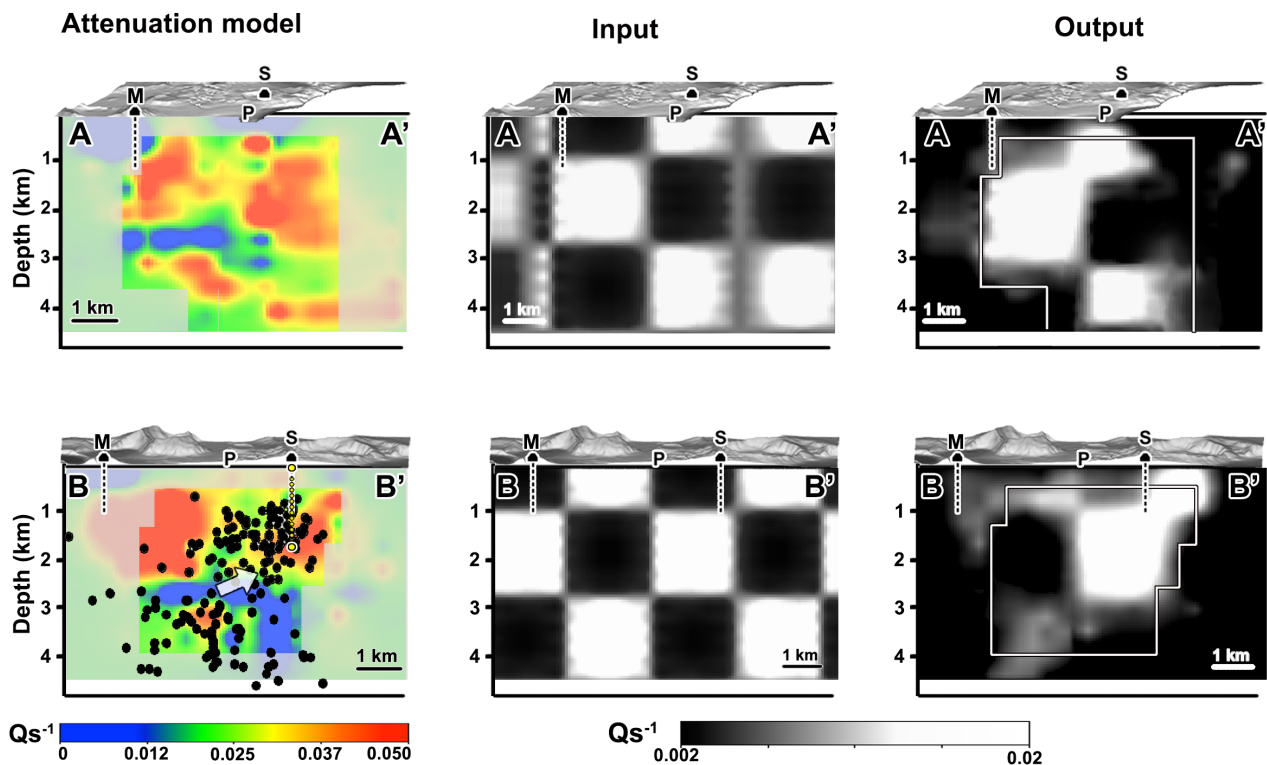 Attenuation model
Input
Output
S
M
P
A
A’
1
2
3
4
Depth (km)
1 km
S
M
P
A
A’
1
2
3
4
1 km
S
M
P
A
A’
1
2
3
4
1 km
M
P
S
B
B’
1
2
3
4
Depth (km)
1 km
M
P
S
B
B’
1
2
3
4
1 km
M
P
S
B
B’
1
2
3
4
1 km
Qs-1
0
0.012
0.025
0.037
0.050
Qs-1
0.002
0.02